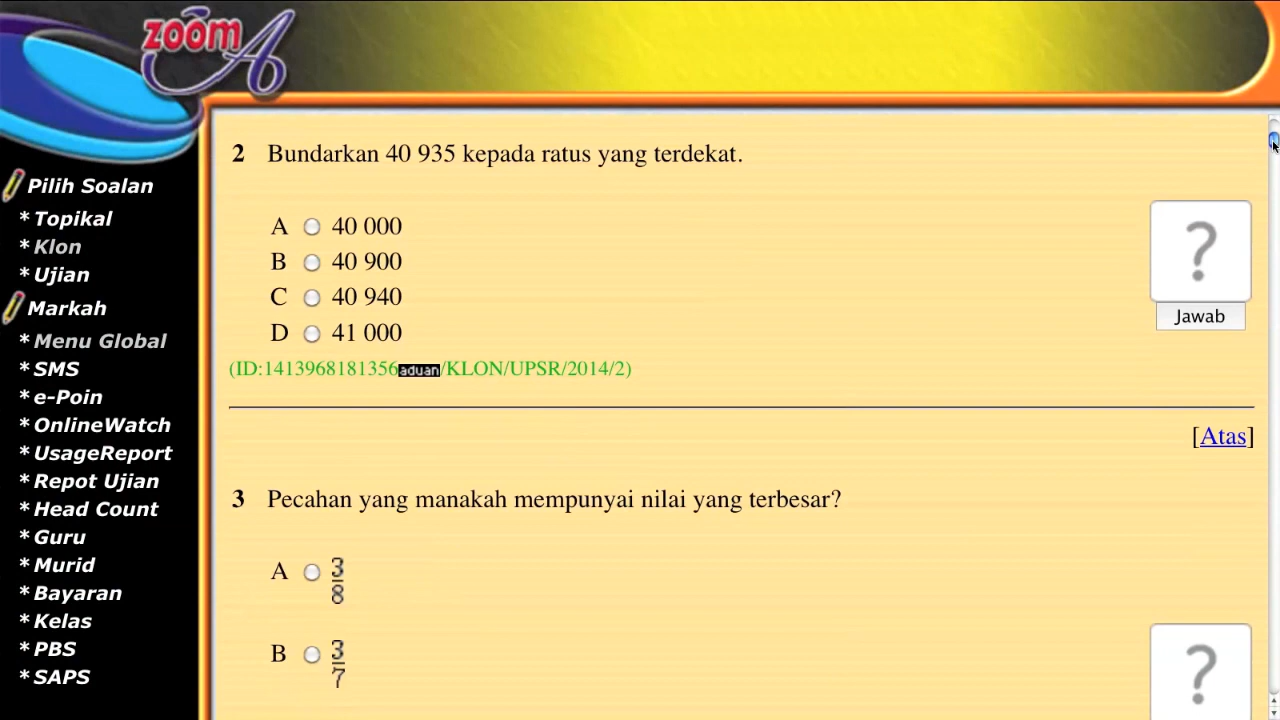 zoom A
Pilih Soalan
* Topikal
* Klon
* Ujian
Markah
* Menu Global
* SMS
* e-Poin
* OnlineWatch
* UsageReport
* Repot Ujian
* Head Count
* Guru
* Murid
* Bayaran
* Kelas
* PBS
* SAPS
2 Bundarkan 40 935 kepada ratus yang terdekat.
A 40 000
B 40 900
C 40 940
D 41 000
?
Jawab
(ID:1413968181356aduan/KLON/UPSR/2014/2)
[Atas]
3 Pecahan yang manakah mempunyai nilai yang terbesar?
A 3/8
B 3/7
?